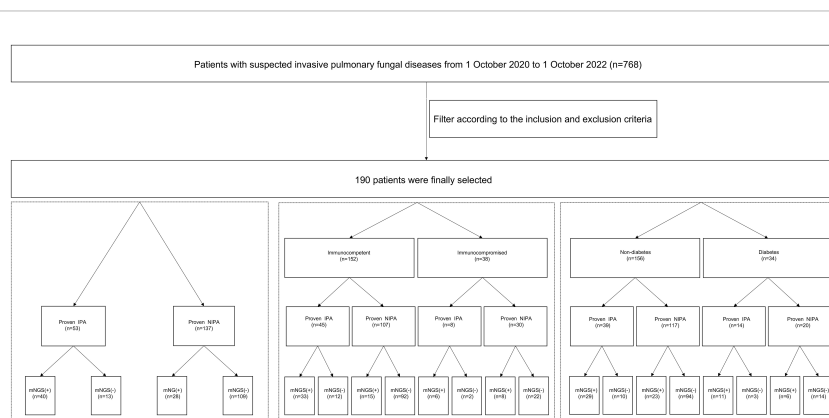 Patients with suspected invasive pulmonary fungal diseases from 1 October 2020 to 1 October 2022 (n=768)
Filter according to the inclusion and exclusion criteria
190 patients were finally selected
Immunocompetent
(n=152)
Immunocompromised
(n=38)
Non-diabetes
(n=156)
Diabetes
(n=34)
Proven IPA
(n=53)
Proven NIPA
(n=137)
Proven IPA
(n=45)
Proven NIPA
(n=107)
Proven IPA
(n=8)
Proven NIPA
(n=30)
Proven IPA
(n=39)
Proven NIPA
(n=117)
Proven IPA
(n=14)
Proven NIPA
(n=20)
mNGS(+)
(n=40)
mNGS(-)
(n=13)
mNG(+)
(n=28)
mNGS(-)
(n=109)
mNGS(+)
(n=33)
mNGS(-)
(n=12)
mNGS(+)
(n=15)
mNGS(-)
(n=92)
mNGS(+)
(n=6)
mNGS(-)
(n=2)
mNGS(+)
(n=8)
mNGS(-)
(n=22)
mNGS(+)
(n=29)
mNGS(-)
(n=10)
mNGS(+)
(n=23)
mNGS(-)
(n=94)
mNGS(+)
(n=11)
mNGS(-)
(n=3)
mNGS(+)
(n=6)
mNGS(-)
(n=14)